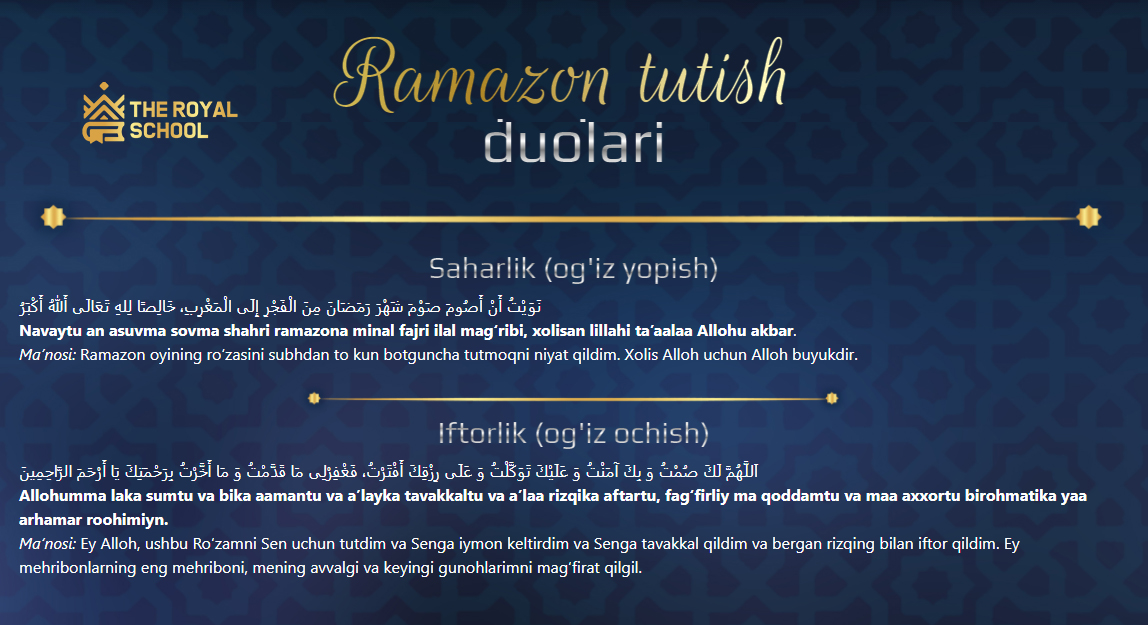 Ramazon tutish
duolari
THE ROYAL
SCHOOL
Saharlik (og'iz yopish)
نَوَيْتُ أَنْ أَصُومَ صَوْمَ شَهْرَ رَمَضَانَ مِنَ الْفَجْرِ إِلَى الْمَغْرِبِ، خَالِصًا لِلهِ تَعَالَى أَللهُ أَكْبَرُ
Navaytu an asuvma sovma shahri ramazona minal fajri ilal mag‘ribi, xolisan lillahi ta’aalaa Allohu akbar.
Ma’nosi: Ramazon oyining ro‘zasini subhdan to kun botguncha tutmoqni niyat qildim. Xolis Alloh uchun Alloh buyukdir.
Iftorlik (og'iz ochish)
اَللَّهُمَّ لَكَ صُمْتُ وَ بِكَ آمَنْتُ وَ عَلَيْكَ تَوَكَّلْتُ وَ عَلَى رِزْقِكَ أَفْتَرْتُ، فَغْفِرْلِى مَا قَدَّمْتُ وَ مَا أَخَّرْتُ بِرَحْمَتِكَ يَا أَرْحَمَ الرَّاحِمِينَ
Allohumma laka sumtu va bika aamantu va a’layka tavakkaltu va a’laa rizqika aftartu, fag‘firliy ma qoddamtu va maa axxortu birohmatika yaa
arhamar roohimiyn.
Ma’nosi: Ey Alloh, ushbu Ro‘zamni Sen uchun tutdim va Senga iymon keltirdim va Senga tavakkal qildim va bergan rizqing bilan iftor qildim. Ey
mehribonlarning eng mehriboni, mening avvalgi va keyingi gunohlarimni mag‘firat qilgil.